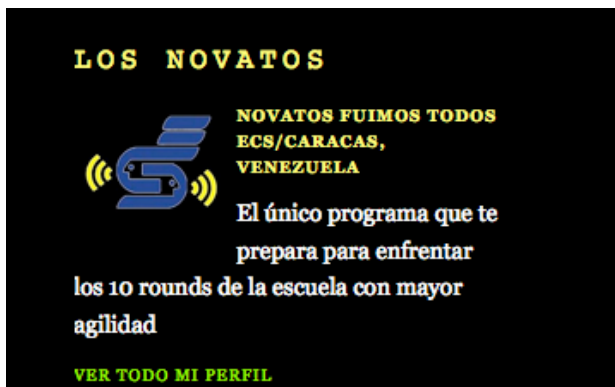 LOS NOVATOS
NOVATOS FUIMOS TODOS
ECS/CARACAS,
VENEZUELA
El único programa que te
prepara para enfrentar
los 10 rounds de la escuela con mayor
agilidad
VER TODO MI PERFIL